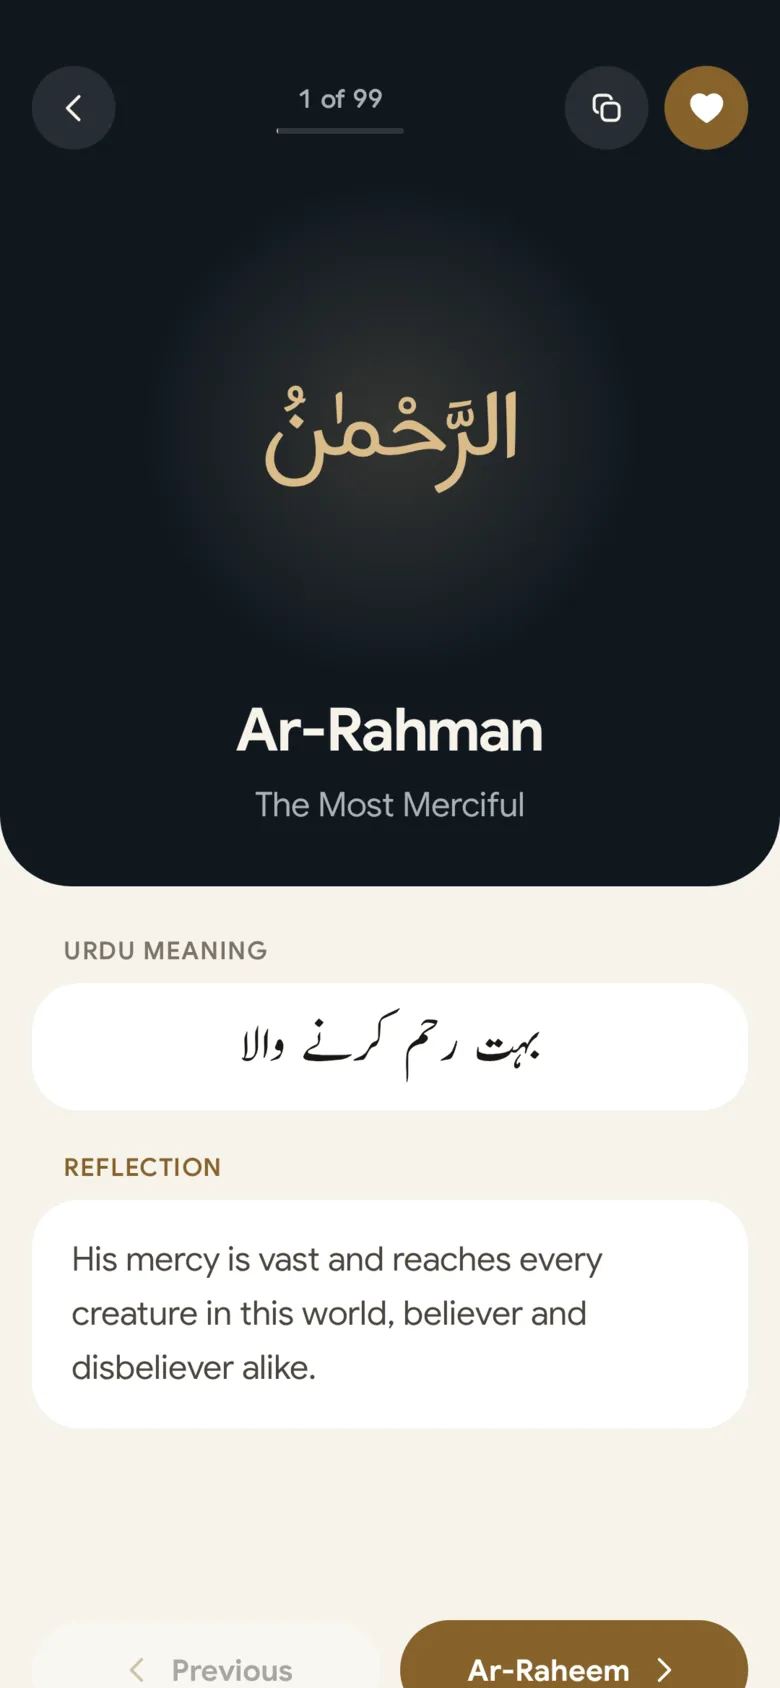 1 of 99
الرَّحْمٰنُ
Ar-Rahman
The Most Merciful
URDU MEANING
بہت رحم کرنے والا
REFLECTION
His mercy is vast and reaches every
creature in this world, believer and
disbeliever alike.
Previous
Ar-Raheem